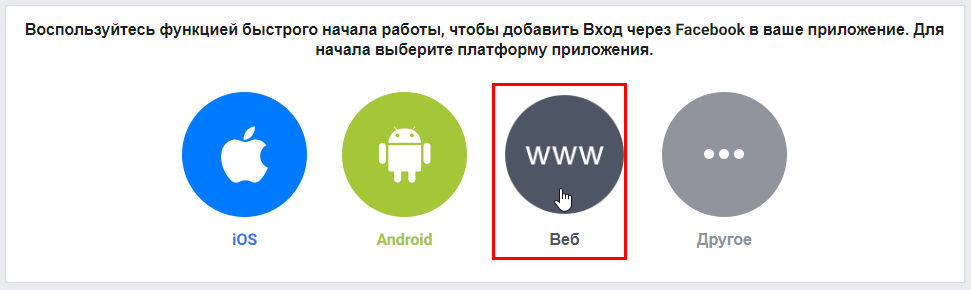 Воспользуйтесь функцией быстрого начала работы, чтобы добавить Вход через Facebook в ваше приложение. Для
начала выберите платформу приложения.
www
iOS Android Веб Другое